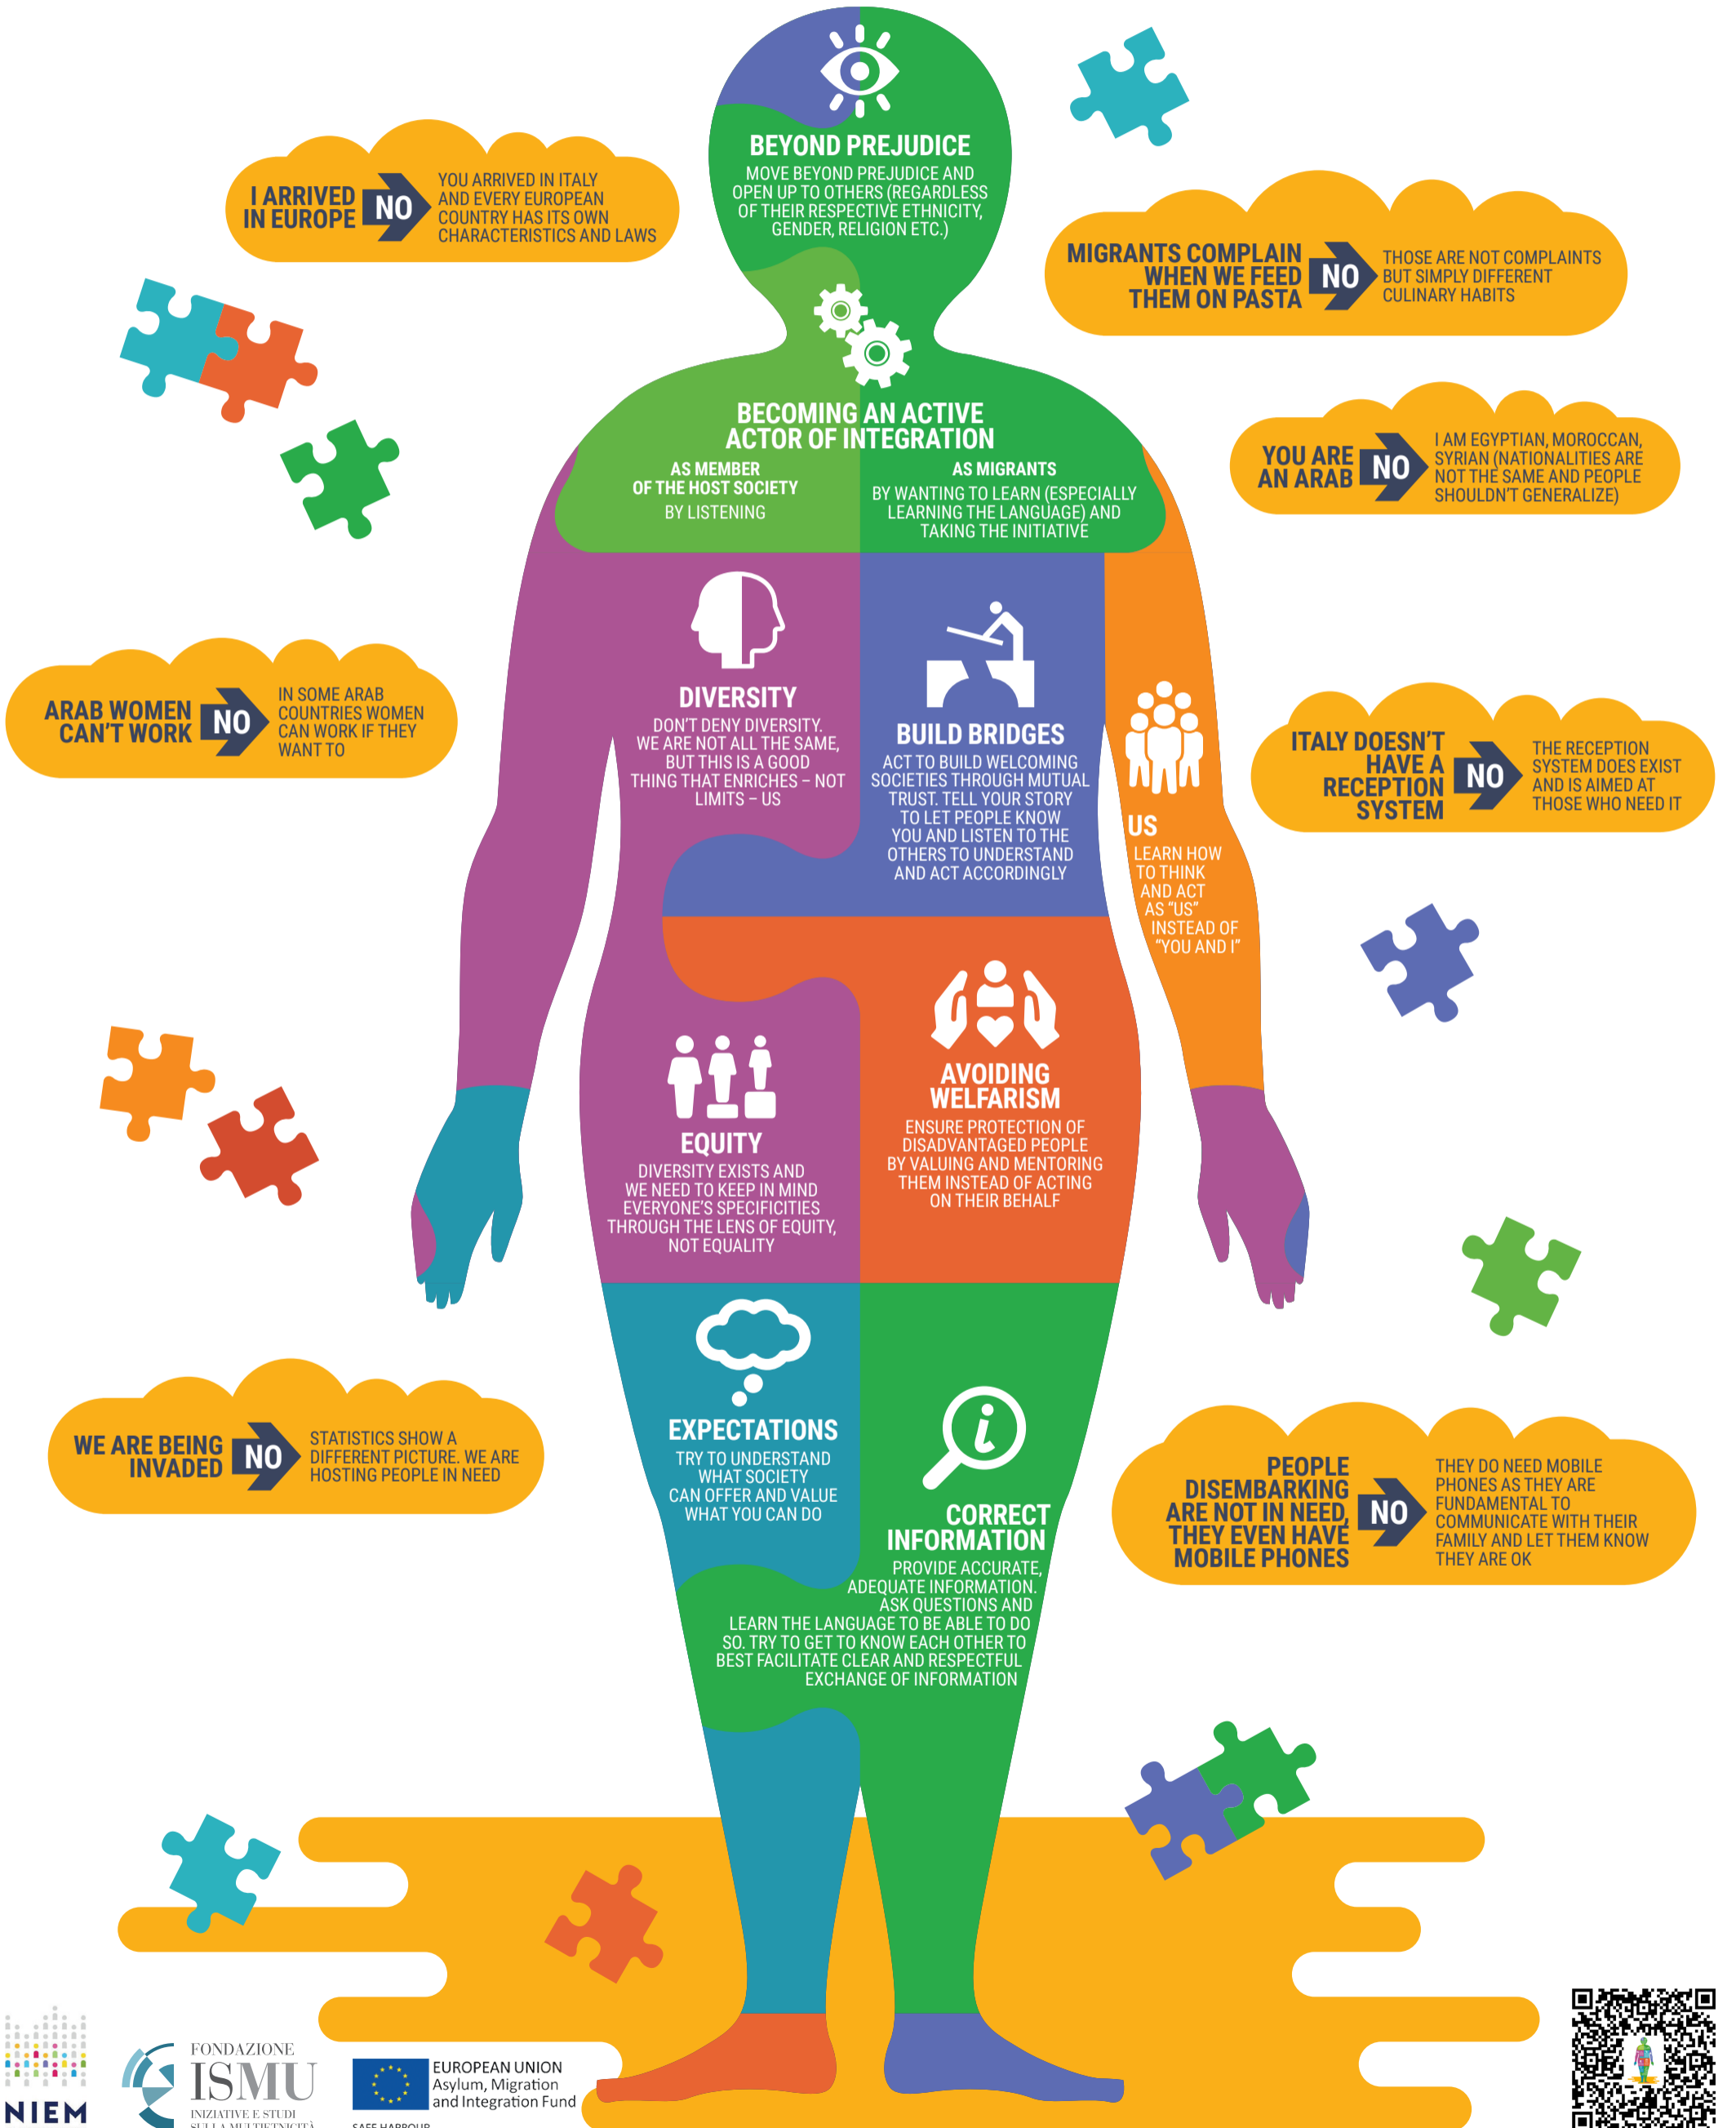 BEYOND PREJUDICE
MOVE BEYOND PREJUDICE AND
OPEN UP TO OTHERS (REGARDLESS
OF THEIR RESPECTIVE ETHNICITY,
GENDER, RELIGION ETC.)
I ARRIVED
IN EUROPE
NO
YOU ARRIVED IN ITALY
AND EVERY EUROPEAN
COUNTRY HAS ITS OWN
CHARACTERISTICS AND LAWS
MIGRANTS COMPLAIN
WHEN WE FEED
THEM ON PASTA
NO
THOSE ARE NOT COMPLAINTS
BUT SIMPLY DIFFERENT
CULINARY HABITS
BECOMING AN ACTIVE
ACTOR OF INTEGRATION
AS MEMBER
OF THE HOST SOCIETY
BY LISTENING
AS MIGRANTS
BY WANTING TO LEARN (ESPECIALLY
LEARNING THE LANGUAGE) AND
TAKING THE INITIATIVE
YOU ARE
AN ARAB
NO
I AM EGYPTIAN, MOROCCAN,
SYRIAN (NATIONALITIES ARE
NOT THE SAME AND PEOPLE
SHOULDN'T GENERALIZE)
ARAB WOMEN
CAN'T WORK
NO
IN SOME ARAB
COUNTRIES WOMEN
CAN WORK IF THEY
WANT TO
DIVERSITY
DON'T DENY DIVERSITY.
WE ARE NOT ALL THE SAME,
BUT THIS IS A GOOD
THING THAT ENRICHES – NOT
LIMITS – US
BUILD BRIDGES
ACT TO BUILD WELCOMING
SOCIETIES THROUGH MUTUAL
TRUST. TELL YOUR STORY
TO LET PEOPLE KNOW
YOU AND LISTEN TO THE
OTHERS TO UNDERSTAND
AND ACT ACCORDINGLY
US
LEARN HOW
TO THINK
AND ACT
AS "US"
INSTEAD OF
"YOU AND I"
ITALY DOESN'T
HAVE A
RECEPTION
SYSTEM
NO
THE RECEPTION
SYSTEM DOES EXIST
AND IS AIMED AT
THOSE WHO NEED IT
EQUITY
DIVERSITY EXISTS AND
WE NEED TO KEEP IN MIND
EVERYONE'S SPECIFICITIES
THROUGH THE LENS OF EQUITY,
NOT EQUALITY
AVOIDING
WELFARISM
ENSURE PROTECTION OF
DISADVANTAGED PEOPLE
BY VALUING AND MENTORING
THEM INSTEAD OF ACTING
ON THEIR BEHALF
WE ARE BEING
INVADED
NO
STATISTICS SHOW A
DIFFERENT PICTURE. WE ARE
HOSTING PEOPLE IN NEED
EXPECTATIONS
TRY TO UNDERSTAND
WHAT SOCIETY
CAN OFFER AND VALUE
WHAT YOU CAN DO
CORRECT
INFORMATION
PROVIDE ACCURATE,
ADEQUATE INFORMATION.
ASK QUESTIONS AND
LEARN THE LANGUAGE TO BE ABLE TO DO
SO. TRY TO GET TO KNOW EACH OTHER TO
BEST FACILITATE CLEAR AND RESPECTFUL
EXCHANGE OF INFORMATION
PEOPLE
DISEMBARKING
ARE NOT IN NEED,
THEY EVEN HAVE
MOBILE PHONES
NO
THEY DO NEED MOBILE
PHONES AS THEY ARE
FUNDAMENTAL TO
COMMUNICATE WITH THEIR
FAMILY AND LET THEM KNOW
THEY ARE OK
NIEM
FONDAZIONE
ISMU
INIZIATIVE E STUDI
SULLA MULTIETNICITÀ
EUROPEAN UNION
Asylum, Migration
and Integration Fund
SAFE HARBOUR